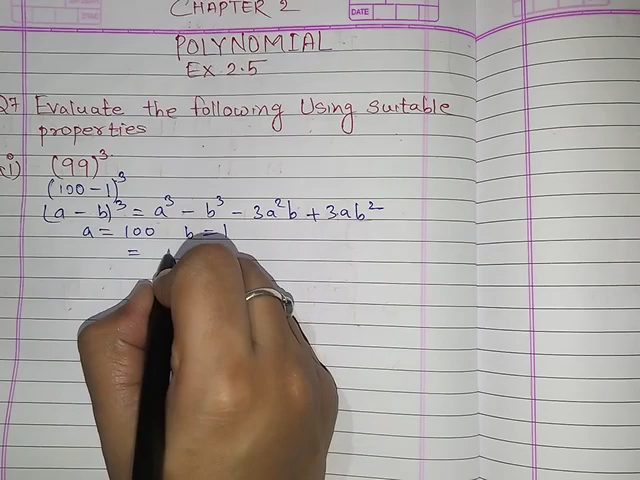 CHAPTER 2
DATE
POLYNOMIAL
EX 2.5
Q7 Evaluate the following Using suitable
properties
(i) (99)³
(100 - 1)³
(a - b)³ = a³ - b³ - 3a²b + 3ab²
a = 100 b = 1
=